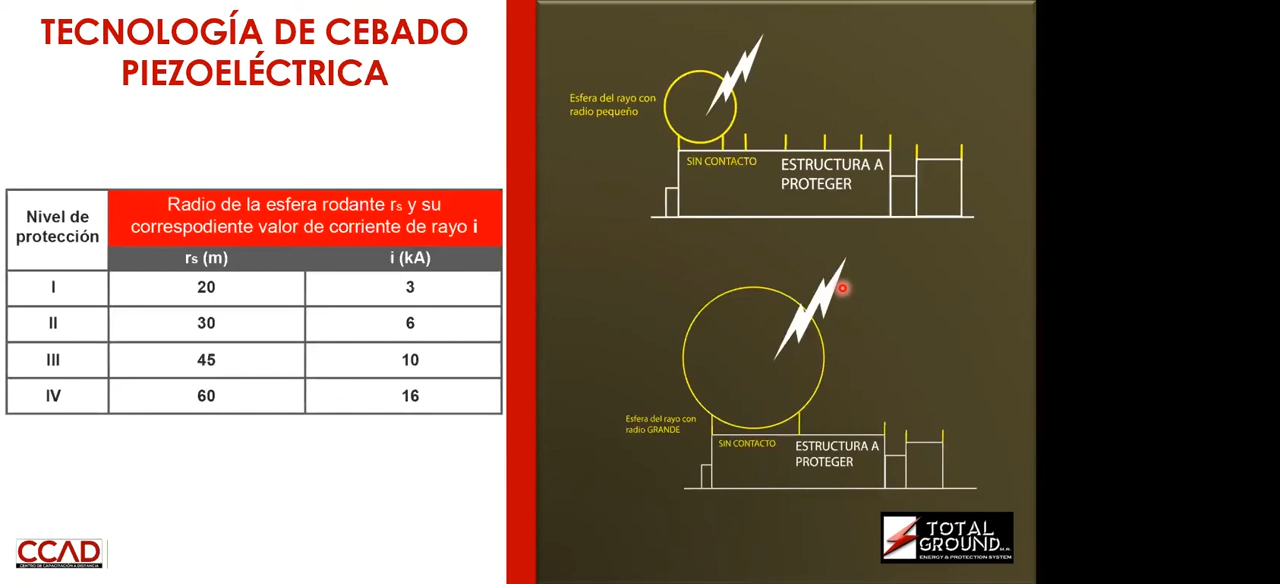 TECNOLOGÍA DE CEBADO
PIEZOELÉCTRICA
Nivel de
protección
Radio de la esfera rodante rs y su
correspodiente valor de corriente de rayo i
rs (m)
i (kA)
I
20
3
II
30
6
III
45
10
IV
60
16
CCAD
CENTRO DE CAPACITACIÓN A DISTANCIA
Esfera del rayo con
radio pequeño
SIN CONTACTO
ESTRUCTURA A
PROTEGER
Esfera del rayo con
radio GRANDE
SIN CONTACTO
ESTRUCTURA A
PROTEGER
TOTAL
GROUND M.R.
ENERGY & PROTECTION SYSTEM